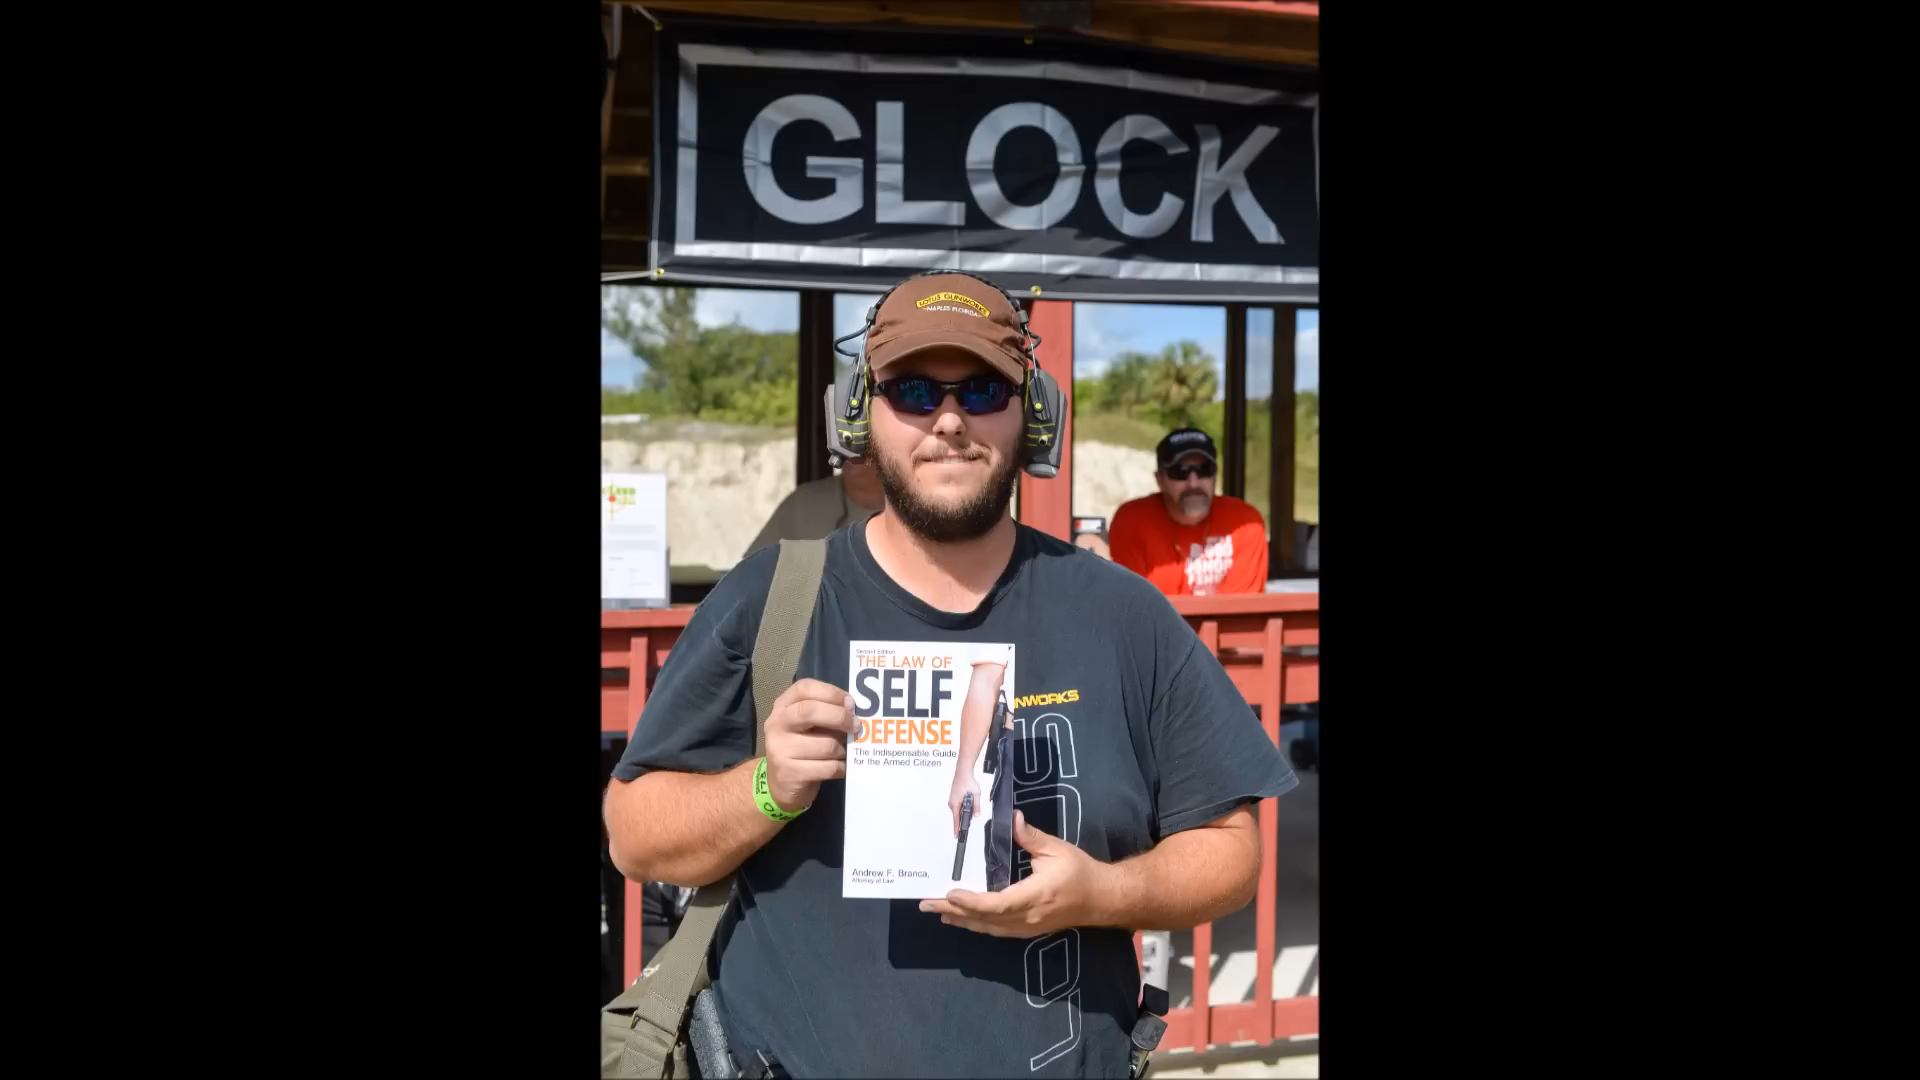 GLOCK
LOTUS GUNWORKS
NAPLES FLORIDA
Second Edition
THE LAW OF
SELF
DEFENSE
The Indispensable Guide
for the Armed Citizen
Andrew F. Branca,
Attorney at Law
NWORKS
LOTUS